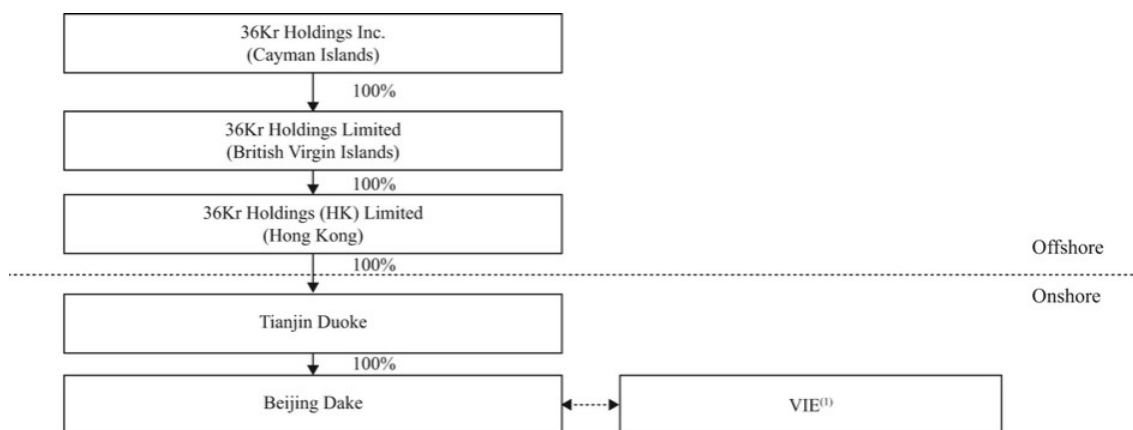 36Kr Holdings Inc.
(Cayman Islands)
100%
36Kr Holdings Limited
(British Virgin Islands)
100%
36Kr Holdings (HK) Limited
(Hong Kong)
Offshore
100%
Onshore
Tianjin Duoke
100%
Beijing Dake
VIE(1)